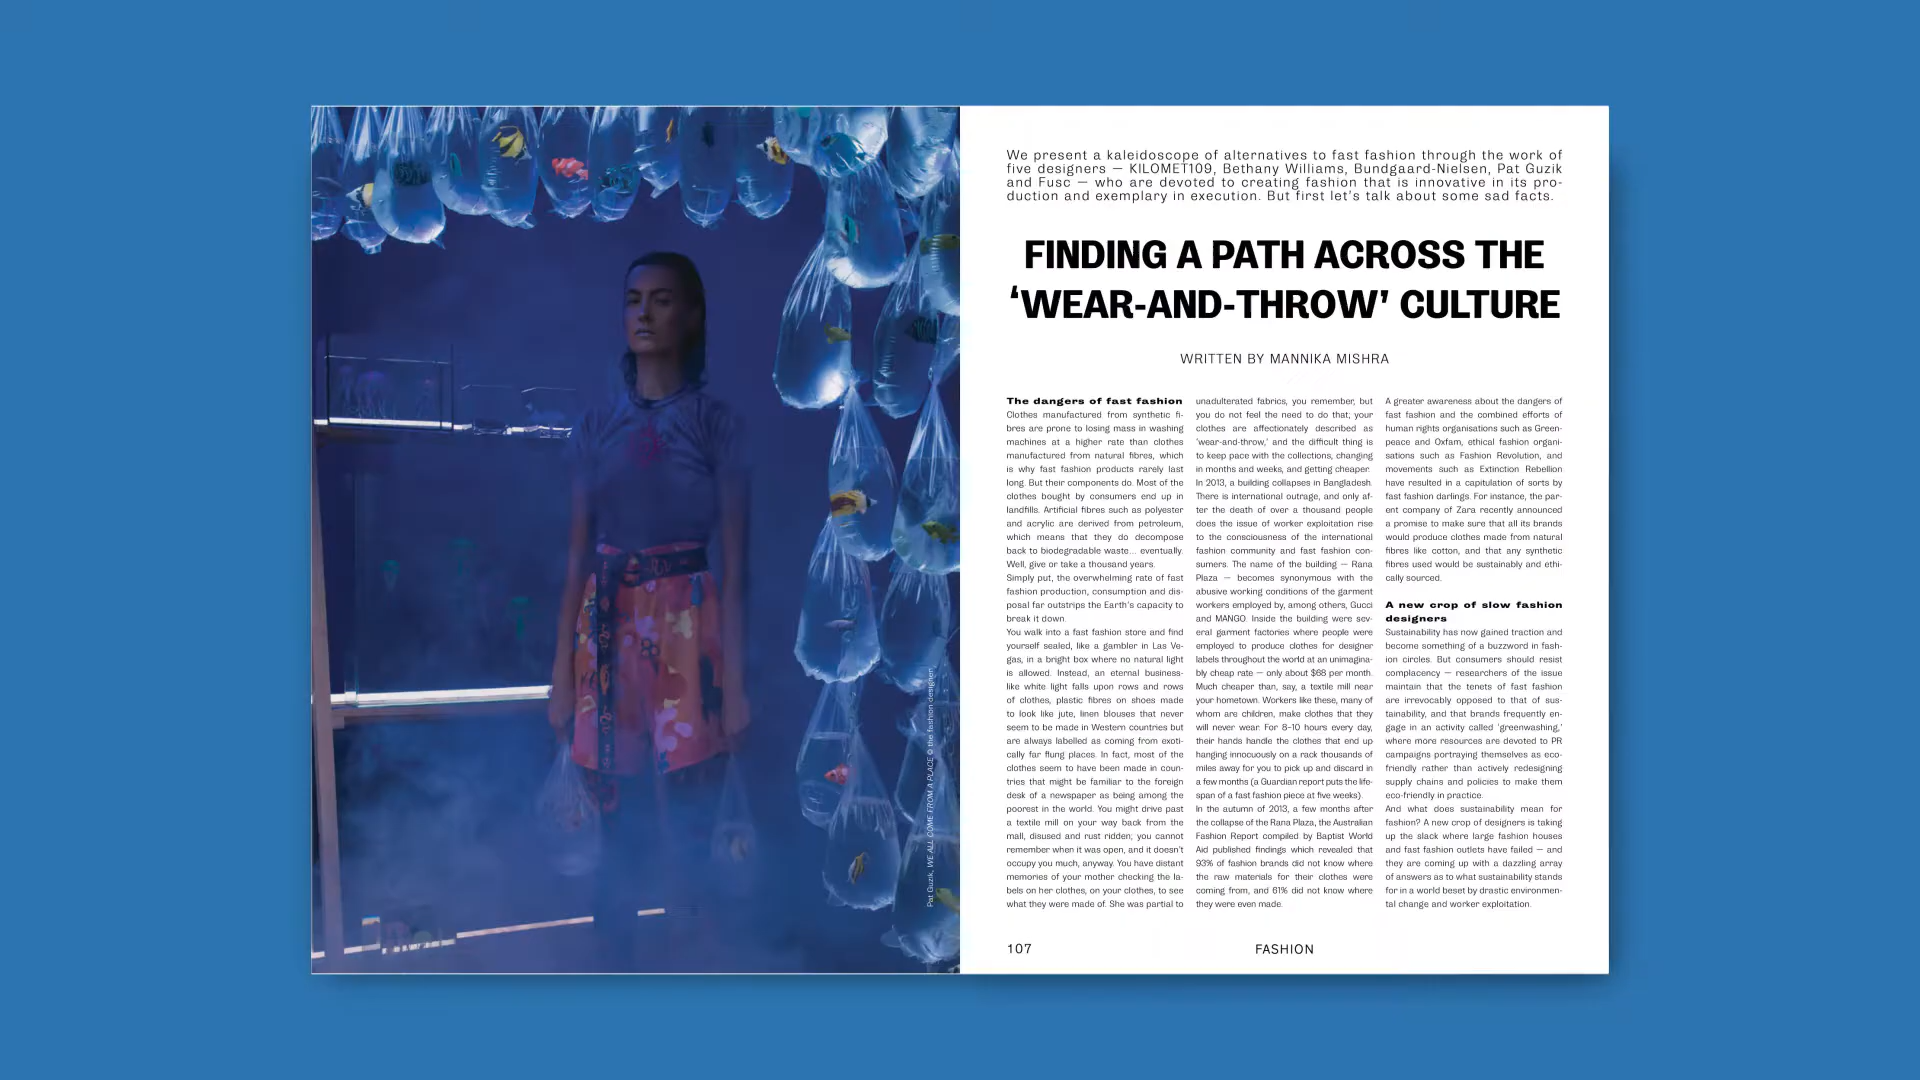 Pat Guzik, WE ALL COME FROM A PLACE © the fashion designer
We present a kaleidoscope of alternatives to fast fashion through the work of
five designers — KILOMET109, Bethany Williams, Bundgaard-Nielsen, Pat Guzik
and Fusc — who are devoted to creating fashion that is innovative in its pro-
duction and exemplary in execution. But first let's talk about some sad facts.
FINDING A PATH ACROSS THE
‘WEAR-AND-THROW’ CULTURE
WRITTEN BY MANNIKA MISHRA
The dangers of fast fashion
Clothes manufactured from synthetic fi-
bres are prone to losing mass in washing
machines at a higher rate than clothes
manufactured from natural fibres, which
is why fast fashion products rarely last
long. But their components do. Most of the
clothes bought by consumers end up in
landfills. Artificial fibres such as polyester
and acrylic are derived from petroleum,
which means that they do decompose
back to biodegradable waste... eventually.
Well, give or take a thousand years.
Simply put, the overwhelming rate of fast
fashion production, consumption and dis-
posal far outstrips the Earth's capacity to
break it down.
You walk into a fast fashion store and find
yourself sealed, like a gambler in Las Ve-
gas, in a bright box where no natural light
is allowed. Instead, an eternal business-
like white light falls upon rows and rows
of clothes, plastic fibres on shoes made
to look like jute, linen blouses that never
seem to be made in Western countries but
are always labelled as coming from exoti-
cally far flung places. In fact, most of the
clothes seem to have been made in coun-
tries that might be familiar to the foreign
desk of a newspaper as being among the
poorest in the world. You might drive past
a textile mill on your way back from the
mall, disused and rust ridden; you cannot
remember when it was open, and it doesn't
occupy you much, anyway. You have distant
memories of your mother checking the la-
bels on her clothes, on your clothes, to see
what they were made of. She was partial to
unadulterated fabrics, you remember, but
you do not feel the need to do that; your
clothes are affectionately described as
'wear-and-throw,' and the difficult thing is
to keep pace with the collections, changing
in months and weeks, and getting cheaper.
In 2013, a building collapses in Bangladesh.
There is international outrage, and only af-
ter the death of over a thousand people
does the issue of worker exploitation rise
to the consciousness of the international
fashion community and fast fashion con-
sumers. The name of the building — Rana
Plaza — becomes synonymous with the
abusive working conditions of the garment
workers employed by, among others, Gucci
and MANGO. Inside the building were sev-
eral garment factories where people were
employed to produce clothes for designer
labels throughout the world at an unimagina-
bly cheap rate — only about $68 per month.
Much cheaper than, say, a textile mill near
your hometown. Workers like these, many of
whom are children, make clothes that they
will never wear. For 8–10 hours every day,
their hands handle the clothes that end up
hanging innocuously on a rack thousands of
miles away for you to pick up and discard in
a few months (a Guardian report puts the life-
span of a fast fashion piece at five weeks).
In the autumn of 2013, a few months after
the collapse of the Rana Plaza, the Australian
Fashion Report compiled by Baptist World
Aid published findings which revealed that
93% of fashion brands did not know where
the raw materials for their clothes were
coming from, and 61% did not know where
they were even made.
A greater awareness about the dangers of
fast fashion and the combined efforts of
human rights organisations such as Green-
peace and Oxfam, ethical fashion organi-
sations such as Fashion Revolution, and
movements such as Extinction Rebellion
have resulted in a capitulation of sorts by
fast fashion darlings. For instance, the par-
ent company of Zara recently announced
a promise to make sure that all its brands
would produce clothes made from natural
fibres like cotton, and that any synthetic
fibres used would be sustainably and ethi-
cally sourced.
A new crop of slow fashion
designers
Sustainability has now gained traction and
become something of a buzzword in fash-
ion circles. But consumers should resist
complacency — researchers of the issue
maintain that the tenets of fast fashion
are irrevocably opposed to that of sus-
tainability, and that brands frequently en-
gage in an activity called 'greenwashing,'
where more resources are devoted to PR
campaigns portraying themselves as eco-
friendly rather than actively redesigning
supply chains and policies to make them
eco-friendly in practice.
And what does sustainability mean for
fashion? A new crop of designers is taking
up the slack where large fashion houses
and fast fashion outlets have failed — and
they are coming up with a dazzling array
of answers as to what sustainability stands
for in a world beset by drastic environmen-
tal change and worker exploitation.
107
FASHION